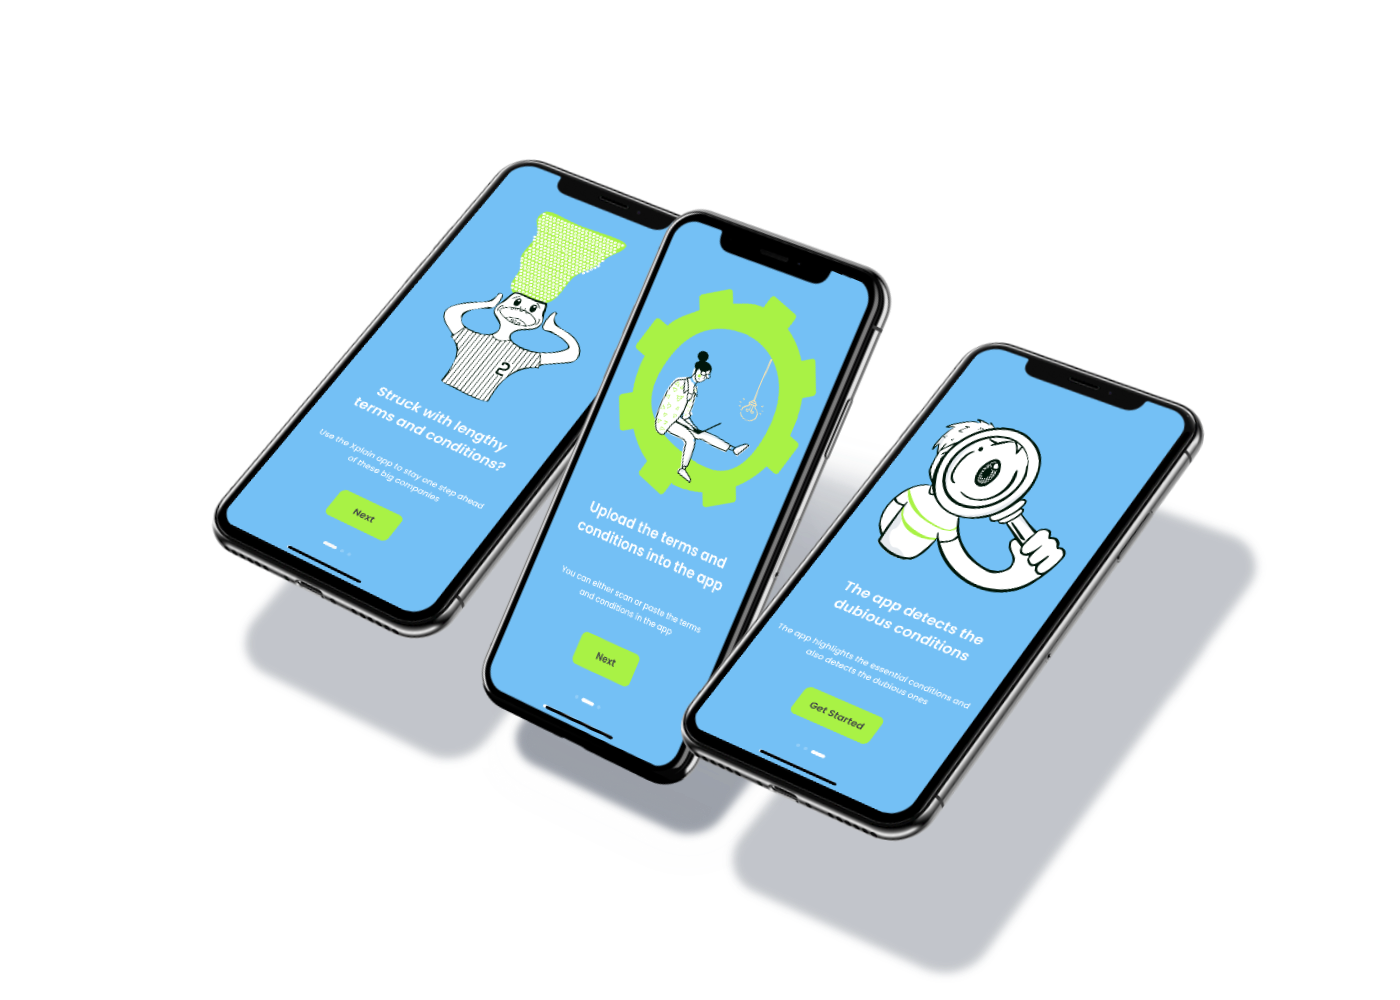 2
Struck with lengthy
terms and conditions?
Use the Xplain app to stay one step ahead
of these big companies
Next
Upload the terms and
conditions into the app
You can either scan or paste the terms
and conditions in the app
Next
The app detects the
dubious conditions
The app highlights the essential conditions and
also detects the dubious ones
Get Started